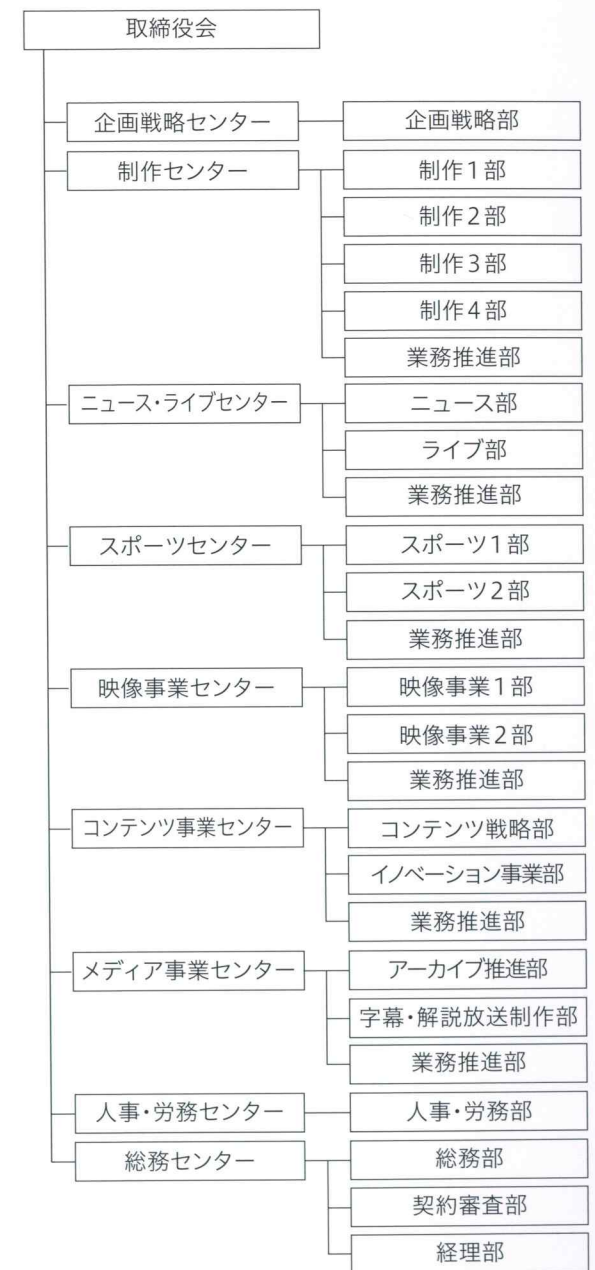 取締役会
企画戦略センター
企画戦略部
制作センター
制作1部
制作2部
制作3部
制作4部
業務推進部
ニュース・ライブセンター
ニュース部
ライブ部
業務推進部
スポーツセンター
スポーツ1部
スポーツ2部
業務推進部
映像事業センター
映像事業1部
映像事業2部
業務推進部
コンテンツ事業センター
コンテンツ戦略部
イノベーション事業部
業務推進部
メディア事業センター
アーカイブ推進部
字幕・解説放送制作部
業務推進部
人事・労務センター
人事・労務部
総務センター
総務部
契約審査部
経理部